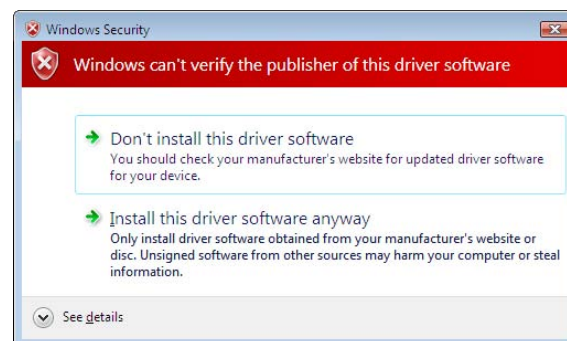 Windows Security
Windows can't verify the publisher of this driver software
Don't install this driver software
You should check your manufacturer's website for updated driver software
for your device.
Install this driver software anyway
Only install driver software obtained from your manufacturer's website or
disc. Unsigned software from other sources may harm your computer or steal
information.
See details